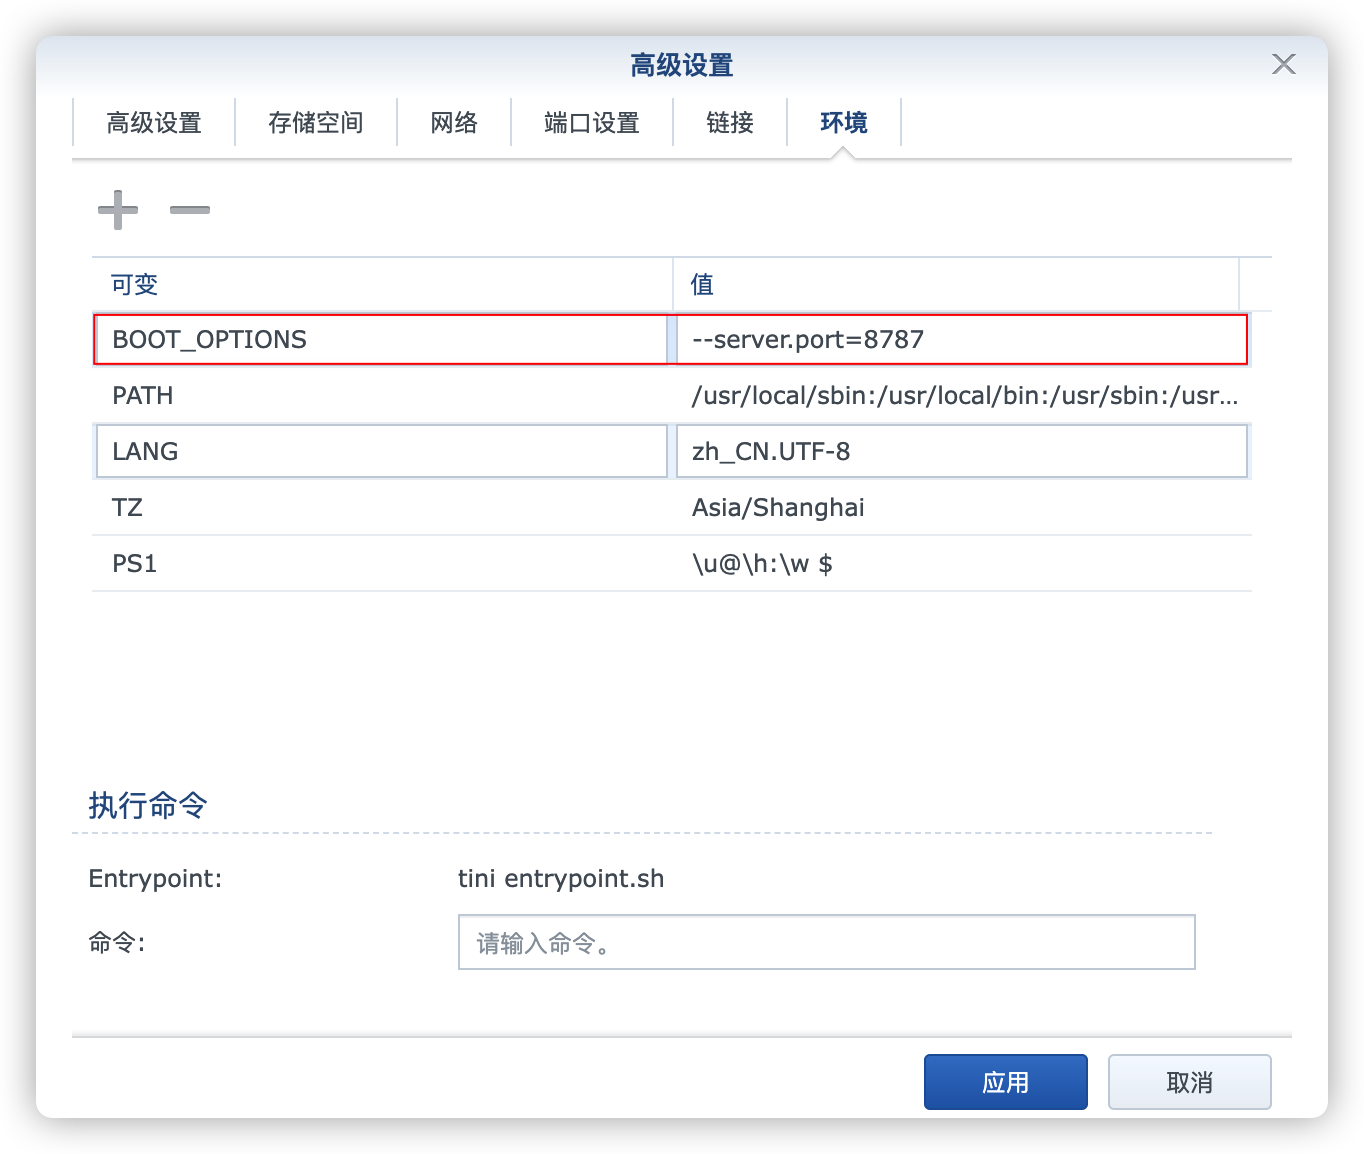 高级设置
高级设置 存储空间 网络 端口设置 链接 环境
可变 值
BOOT_OPTIONS --server.port=8787
PATH /usr/local/sbin:/usr/local/bin:/usr/sbin:/usr...
LANG zh_CN.UTF-8
TZ Asia/Shanghai
PS1 \u@\h:\w $
执行命令
Entrypoint: tini entrypoint.sh
命令: 请输入命令。
应用 取消